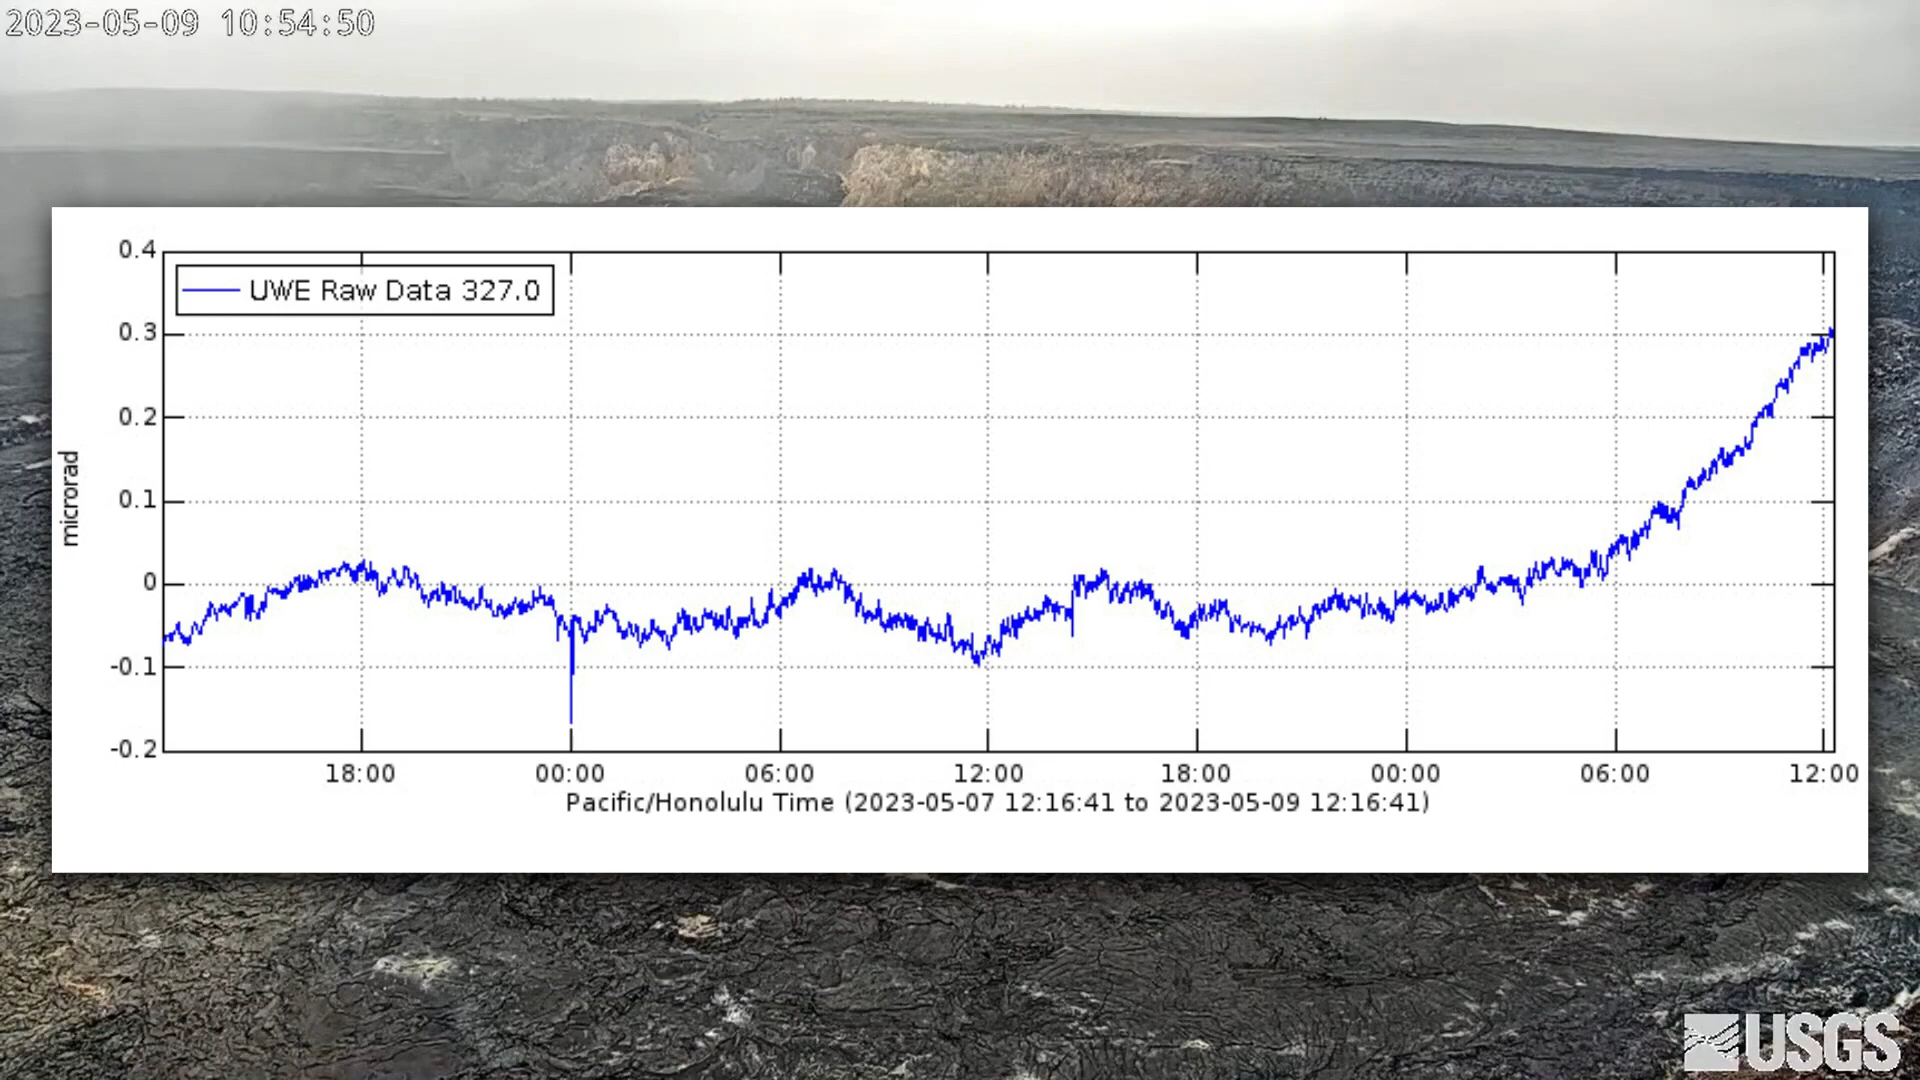 2023-05-09 10:54:50
0.4
UWE Raw Data 327.0
0.3
0.2
0.1
0
-0.1
-0.2
microrad
18:00 00:00 06:00 12:00 18:00 00:00 06:00 12:00
Pacific/Honolulu Time (2023-05-07 12:16:41 to 2023-05-09 12:16:41)
USGS